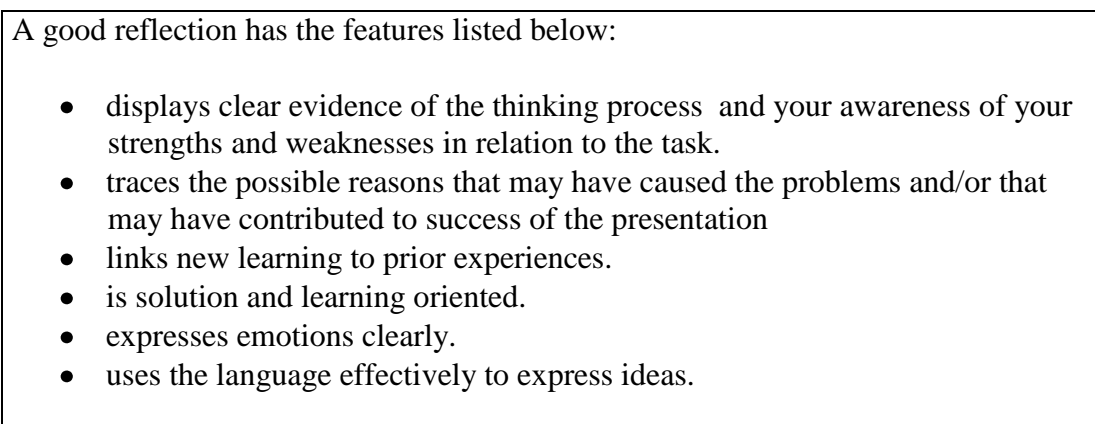 A good reflection has the features listed below:
• displays clear evidence of the thinking process and your awareness of your
strengths and weaknesses in relation to the task.
• traces the possible reasons that may have caused the problems and/or that
may have contributed to success of the presentation
• links new learning to prior experiences.
• is solution and learning oriented.
• expresses emotions clearly.
• uses the language effectively to express ideas.